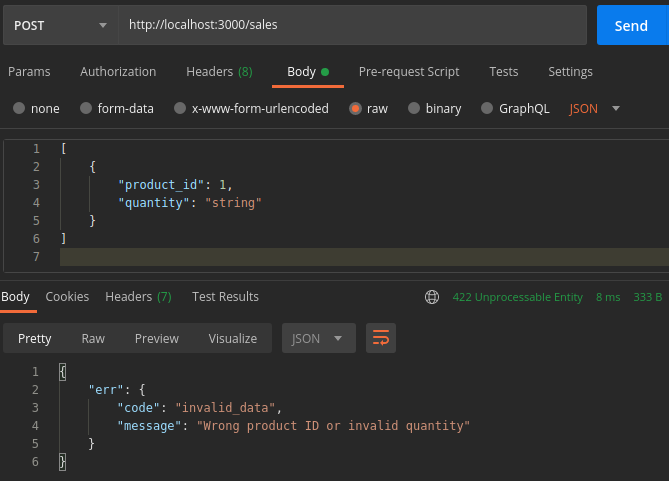 POST http://localhost:3000/sales Send
Params Authorization Headers (8) Body Pre-request Script Tests Settings
none form-data x-www-form-urlencoded raw binary GraphQL JSON
1 [
2 {
3 "product_id": 1,
4 "quantity": "string"
5 }
6 ]
7
Body Cookies Headers (7) Test Results 422 Unprocessable Entity 8 ms 333 B
Pretty Raw Preview Visualize JSON
1 {
2 "err": {
3 "code": "invalid_data",
4 "message": "Wrong product ID or invalid quantity"
5 }
6 }